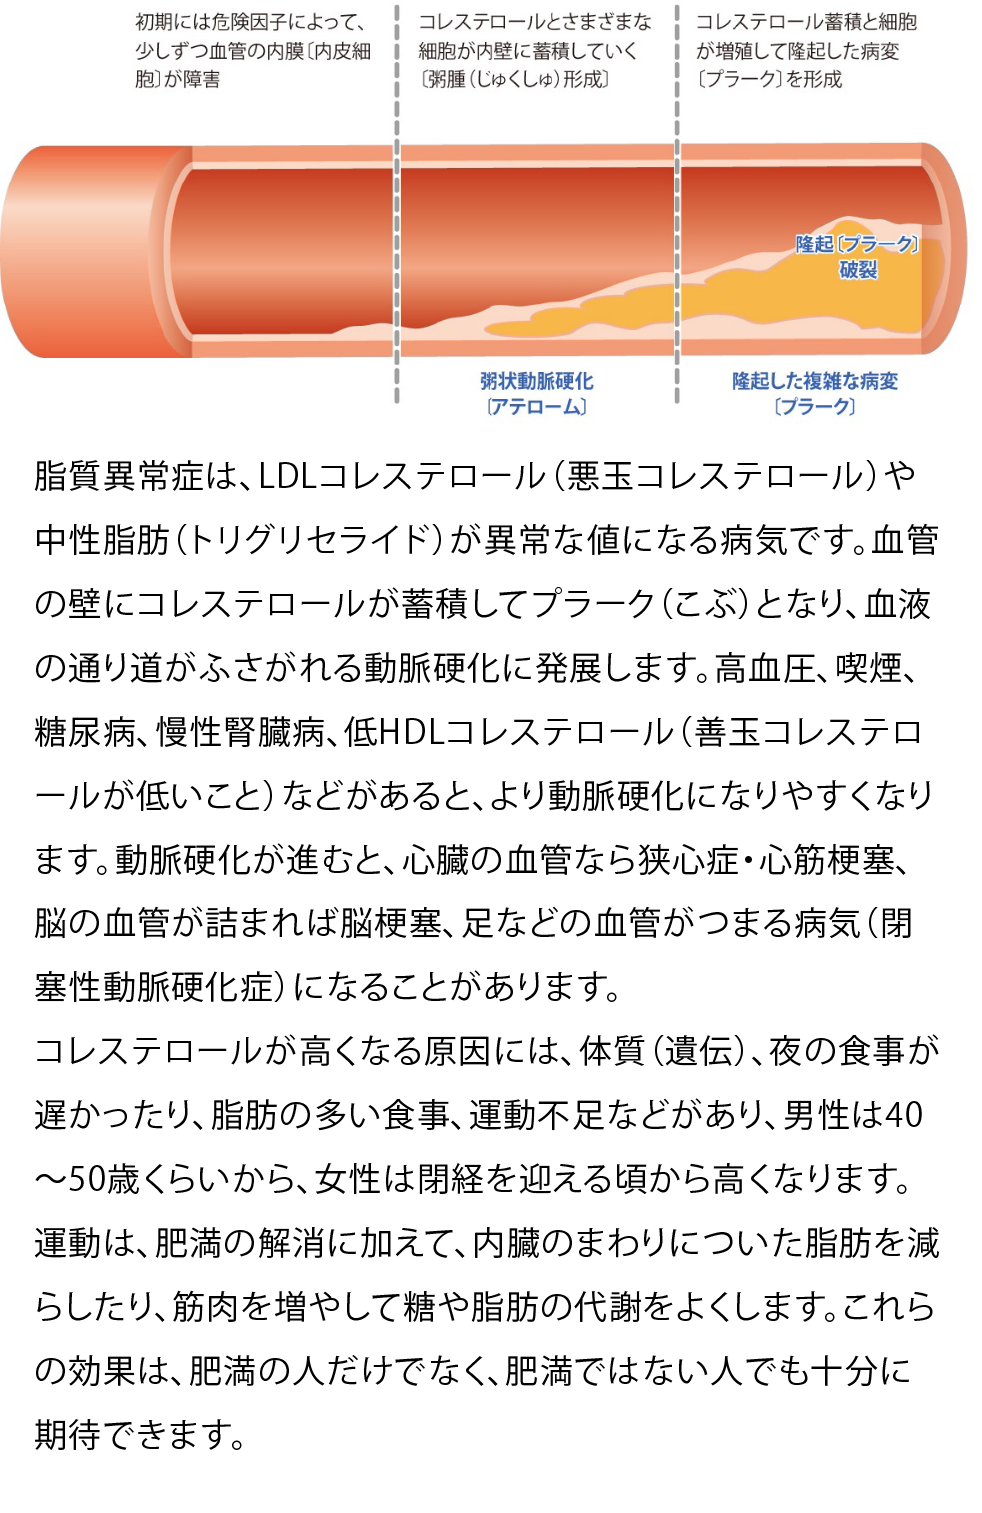 初期には危険因子によって、
少しずつ血管の内膜〔内皮細
胞〕が障害
コレステロールとさまざまな
細胞が内壁に蓄積していく
〔粥腫（じゅくしゅ）形成〕
コレステロール蓄積と細胞
が増殖して隆起した病変
〔プラーク〕を形成
隆起〔プラーク〕
破裂
粥状動脈硬化
〔アテローム〕
隆起した複雑な病変
〔プラーク〕
脂質異常症は、LDLコレステロール（悪玉コレステロール）や
中性脂肪（トリグリセライド）が異常な値になる病気です。血管
の壁にコレステロールが蓄積してプラーク（こぶ）となり、血液
の通り道がふさがれる動脈硬化に発展します。高血圧、喫煙、
糖尿病、慢性腎臓病、低HDLコレステロール（善玉コレステロ
ールが低いこと）などがあると、より動脈硬化になりやすくなり
ます。動脈硬化が進むと、心臓の血管なら狭心症・心筋梗塞、
脳の血管が詰まれば脳梗塞、足などの血管がつまる病気（閉
塞性動脈硬化症）になることがあります。
コレステロールが高くなる原因には、体質（遺伝）、夜の食事が
遅かったり、脂肪の多い食事、運動不足などがあり、男性は40
～50歳くらいから、女性は閉経を迎える頃から高くなります。
運動は、肥満の解消に加えて、内臓のまわりについた脂肪を減
らしたり、筋肉を増やして糖や脂肪の代謝をよくします。これら
の効果は、肥満の人だけでなく、肥満ではない人でも十分に
期待できます。